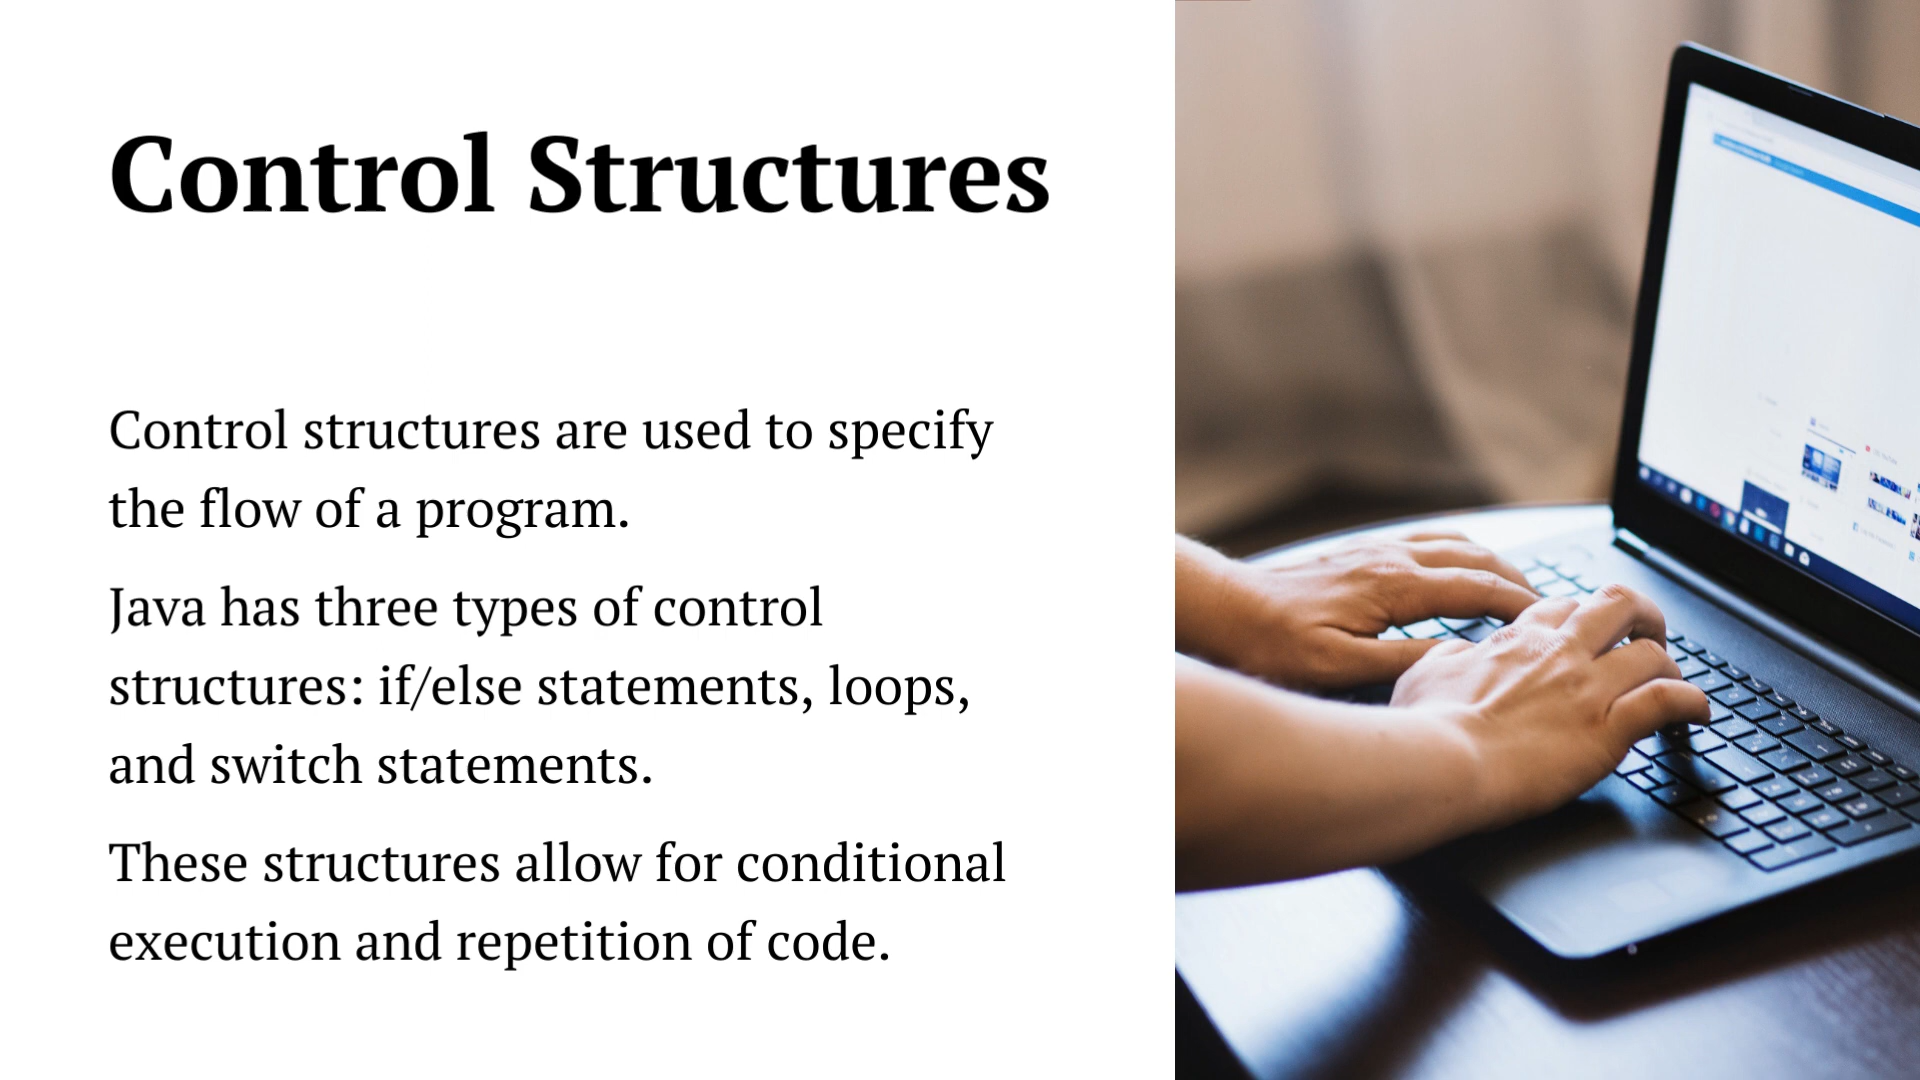 Control Structures
Control structures are used to specify
the flow of a program.
Java has three types of control
structures: if/else statements, loops,
and switch statements.
These structures allow for conditional
execution and repetition of code.